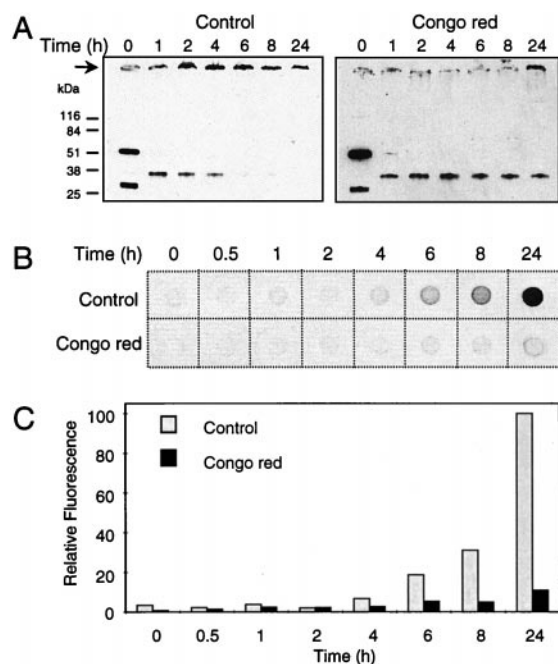 A
Control
Congo red
Time (h) 0 1 2 4 6 8 24
0 1 2 4 6 8 24
kDa
116
84
51
38
25
B
Time (h) 0 0.5 1 2 4 6 8 24
Control
Congo red
C
Relative Fluorescence
100
80
60
40
20
0
Control
Congo red
0 0.5 1 2 4 6 8 24
Time (h)